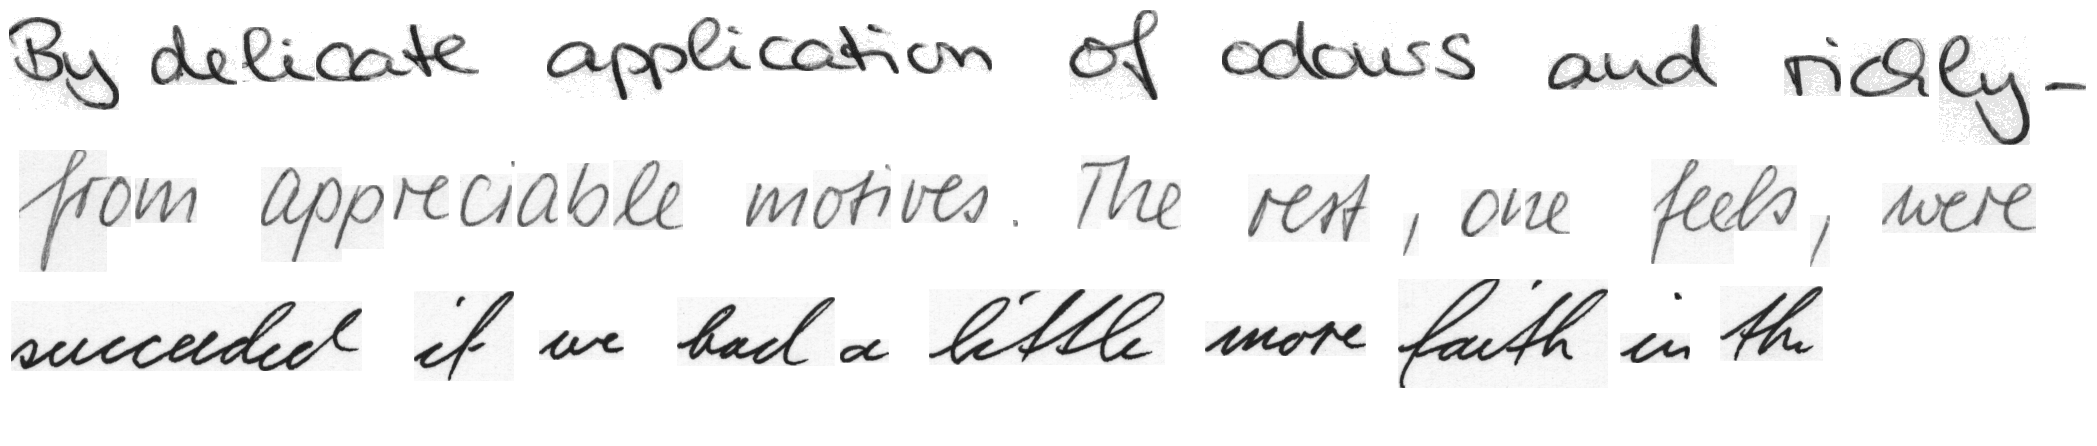 By delicate application of odours and richly-
from appreciable motives. The rest, one feels, were
succeeded if we had a little more faith in the